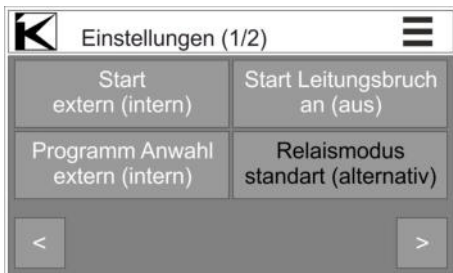 K
Einstellungen (1/2)
Start
extern (intern)
Start Leitungsbruch
an (aus)
Programm Anwahl
extern (intern)
Relaismodus
standart (alternativ)
<
>